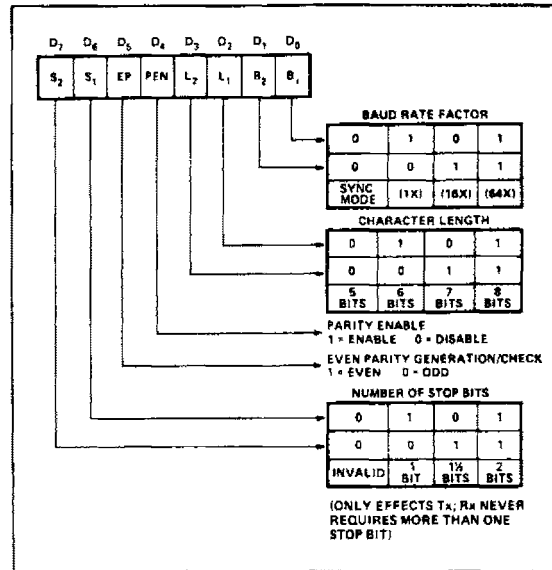 D7 D6 D5 D4 D3 D2 D1 D0
S2 S1 EP PEN L2 L1 B2 B1
BAUD RATE FACTOR
0 1 0 1
0 0 1 1
SYNC MODE (1X) (16X) (64X)
CHARACTER LENGTH
0 1 0 1
0 0 1 1
5 BITS 6 BITS 7 BITS 8 BITS
PARITY ENABLE
1 = ENABLE 0 = DISABLE
EVEN PARITY GENERATION/CHECK
1 = EVEN 0 = ODD
NUMBER OF STOP BITS
0 1 0 1
0 0 1 1
INVALID 1 BIT 1½ BITS 2 BITS
(ONLY EFFECTS Tx; Rx NEVER
REQUIRES MORE THAN ONE
STOP BIT)